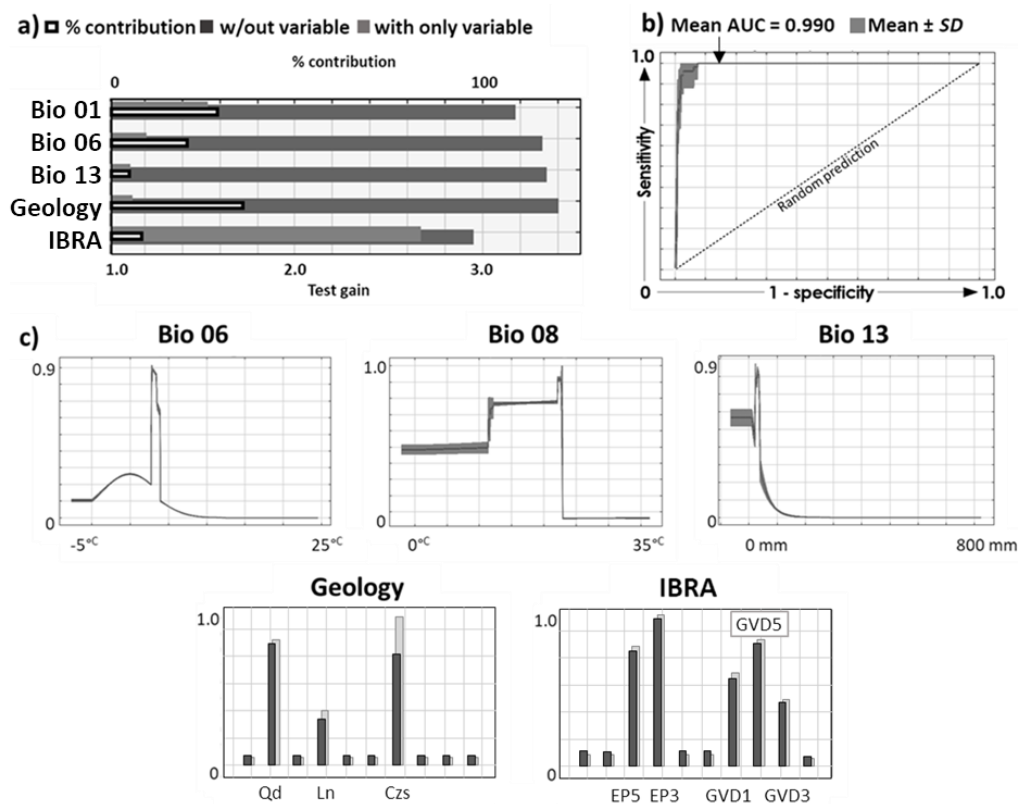 a) % contribution w/out variable with only variable
% contribution
0 100
Bio 01
Bio 06
Bio 13
Geology
IBRA
1.0 2.0 3.0
Test gain
b) Mean AUC = 0.990 Mean ± SD
1.0
Sensitivity
Random prediction
0 1 - specificity 1.0
c) Bio 06 Bio 08 Bio 13
0.9 1.0 0.9
0 0 0
-5°C 25°C 0°C 35°C 0 mm 800 mm
Geology IBRA
1.0 1.0 GVD5
0 0
Qd Ln Czs EP5 EP3 GVD1 GVD3